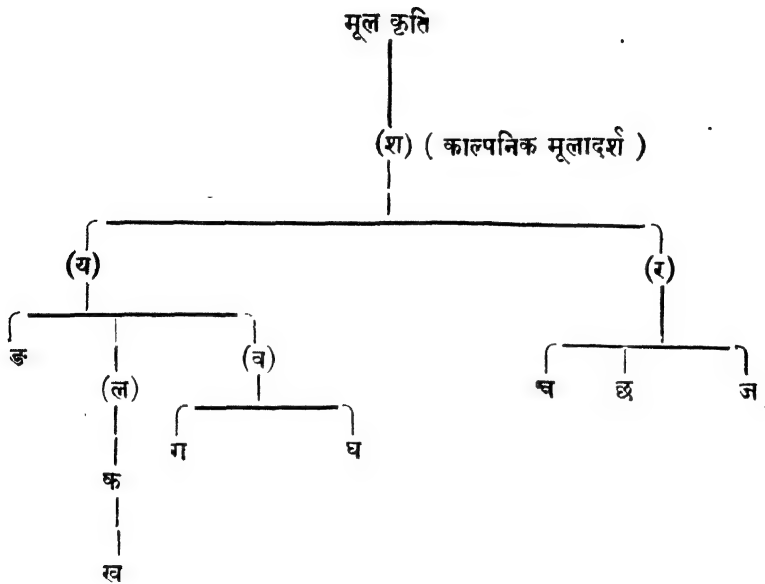 मूल कृति
(श) ( काल्पनिक मूलादर्श )
(य) (र)
ङ (ल) (व) च छ ज
क ग घ
ख